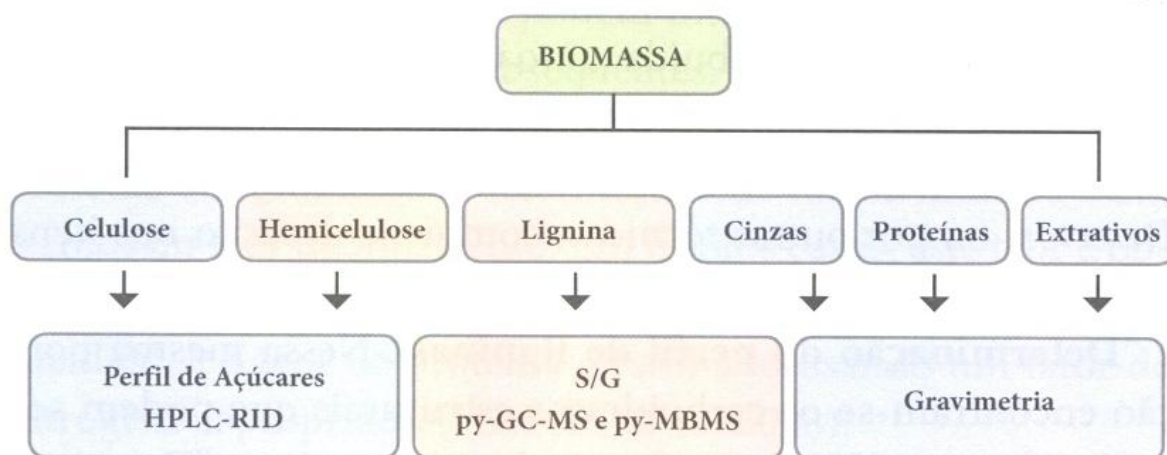 BIOMASSA
Celulose
Hemicelulose
Lignina
Cinzas
Proteínas
Extrativos
Perfil de Açúcares
HPLC-RID
S/G
py-GC-MS e py-MBMS
Gravimetria